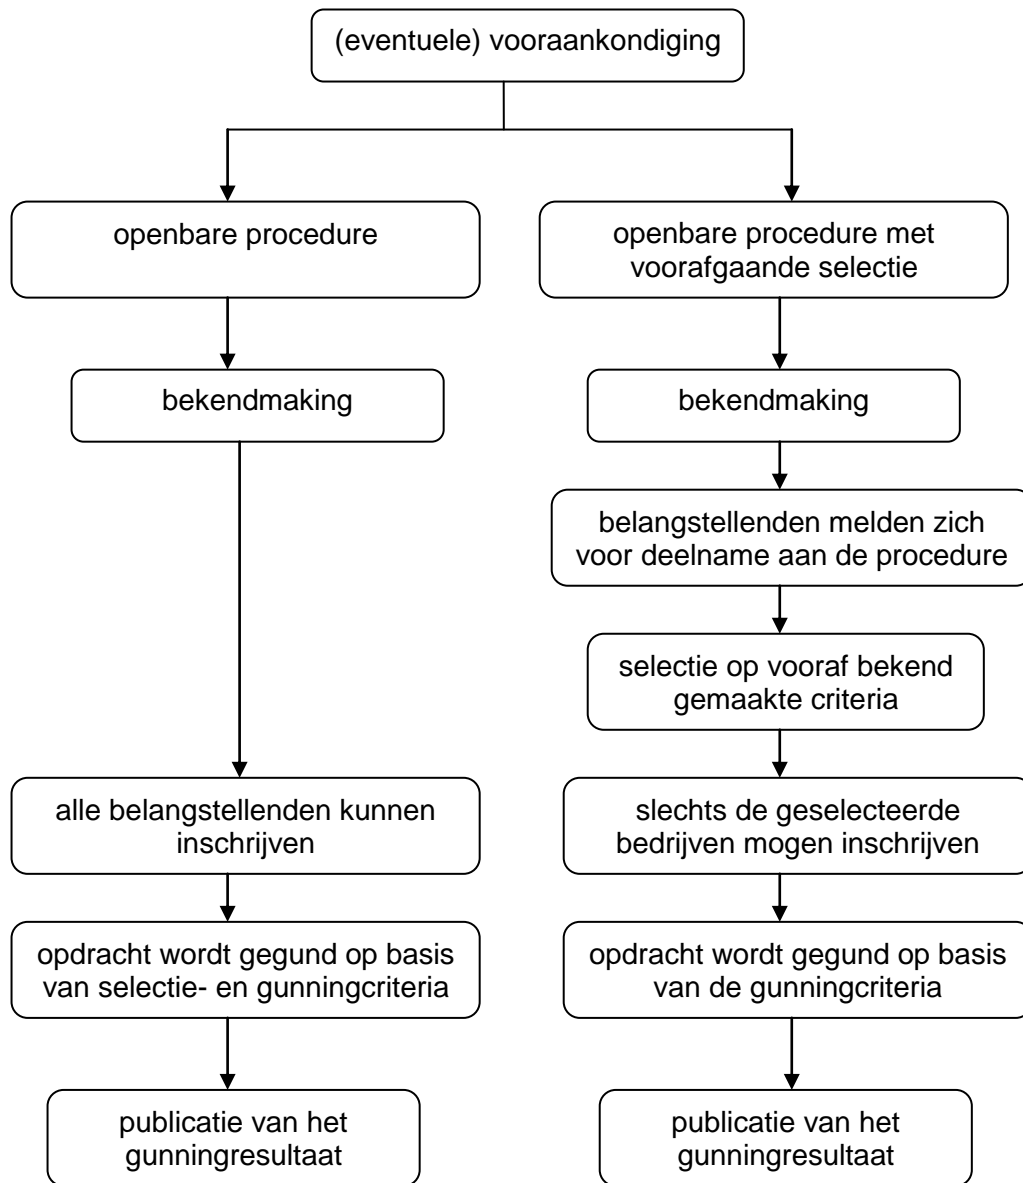 (eventuele) vooraankondiging
openbare procedure
openbare procedure met
voorafgaande selectie
bekendmaking
bekendmaking
belangstellenden melden zich
voor deelname aan de procedure
selectie op vooraf bekend
gemaakte criteria
alle belangstellenden kunnen
inschrijven
slechts de geselecteerde
bedrijven mogen inschrijven
opdracht wordt gegund op basis
van selectie- en gunningcriteria
opdracht wordt gegund op basis
van de gunningcriteria
publicatie van het
gunningresultaat
publicatie van het
gunningresultaat